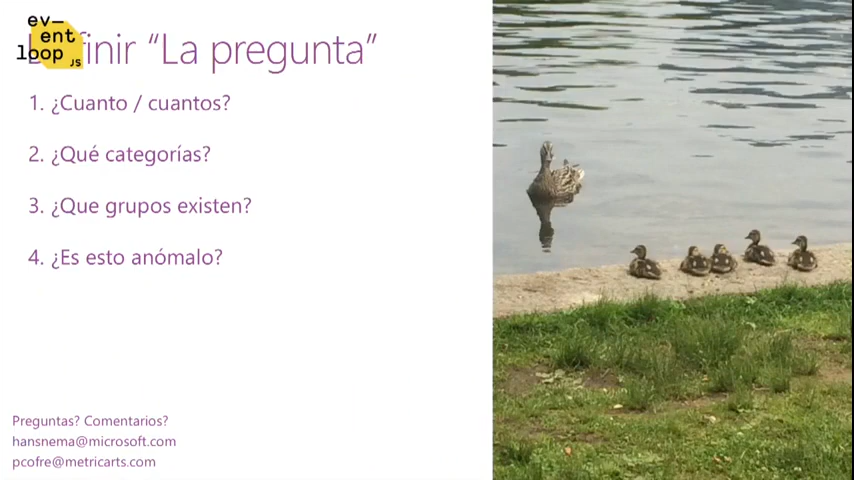 ev—
ent
loop
JS
Definir “La pregunta”
1. ¿Cuanto / cuantos?
2. ¿Qué categorías?
3. ¿Que grupos existen?
4. ¿Es esto anómalo?
Preguntas? Comentarios?
hansnema@microsoft.com
pcofre@metricarts.com